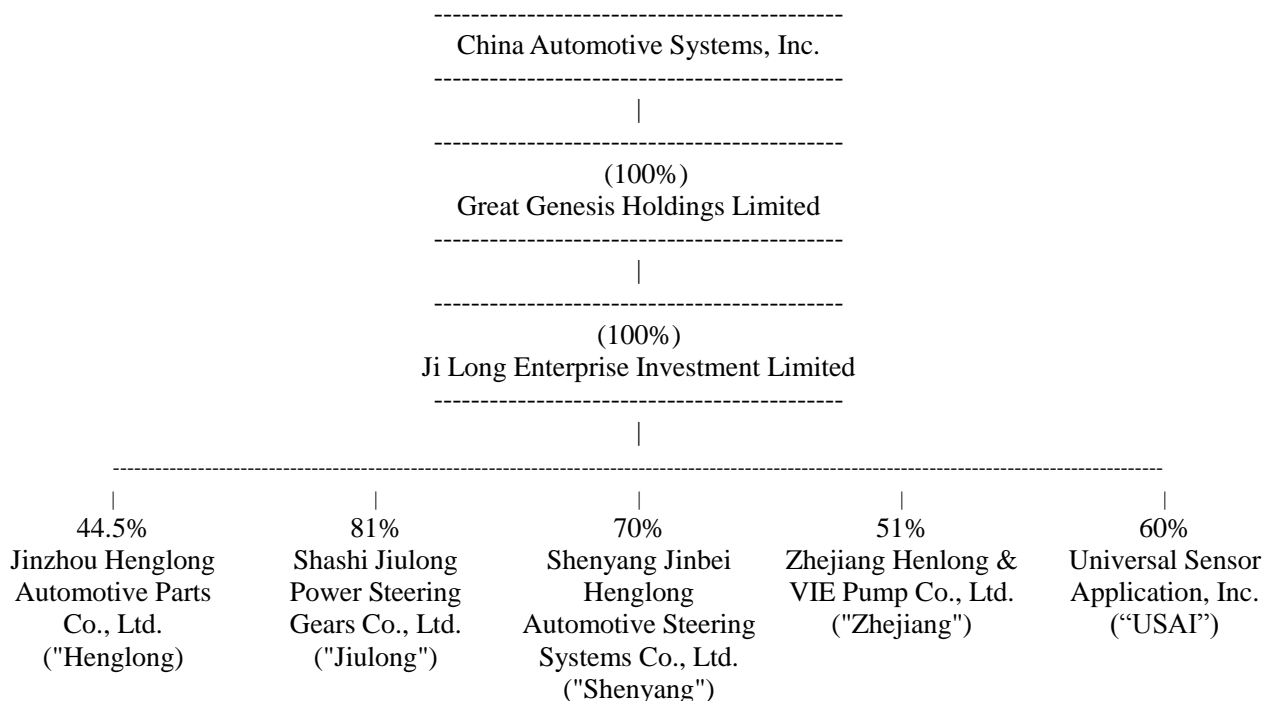 China Automotive Systems, Inc.
(100%)
Great Genesis Holdings Limited
(100%)
Ji Long Enterprise Investment Limited
44.5%
Jinzhou Henglong
Automotive Parts
Co., Ltd.
("Henglong)
81%
Shashi Jiulong
Power Steering
Gears Co., Ltd.
("Jiulong")
70%
Shenyang Jinbei
Henglong
Automotive Steering
Systems Co., Ltd.
("Shenyang")
51%
Zhejiang Henlong &
VIE Pump Co., Ltd.
("Zhejiang")
60%
Universal Sensor
Application, Inc.
(“USAI”)